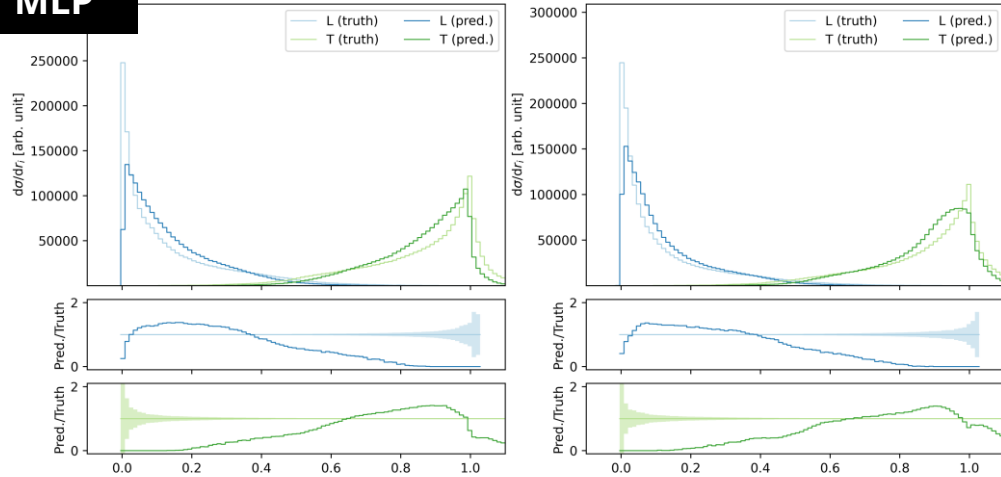 MLP
L (truth) L (pred.)
T (truth) T (pred.)
dσ/drᵢ [arb. unit]
250000
200000
150000
100000
50000
Pred./Truth
2
0
Pred./Truth
2
0
0.0 0.2 0.4 0.6 0.8 1.0
L (truth) L (pred.)
T (truth) T (pred.)
dσ/drᵢ [arb. unit]
300000
250000
200000
150000
100000
50000
Pred./Truth
2
0
Pred./Truth
2
0
0.0 0.2 0.4 0.6 0.8 1.0